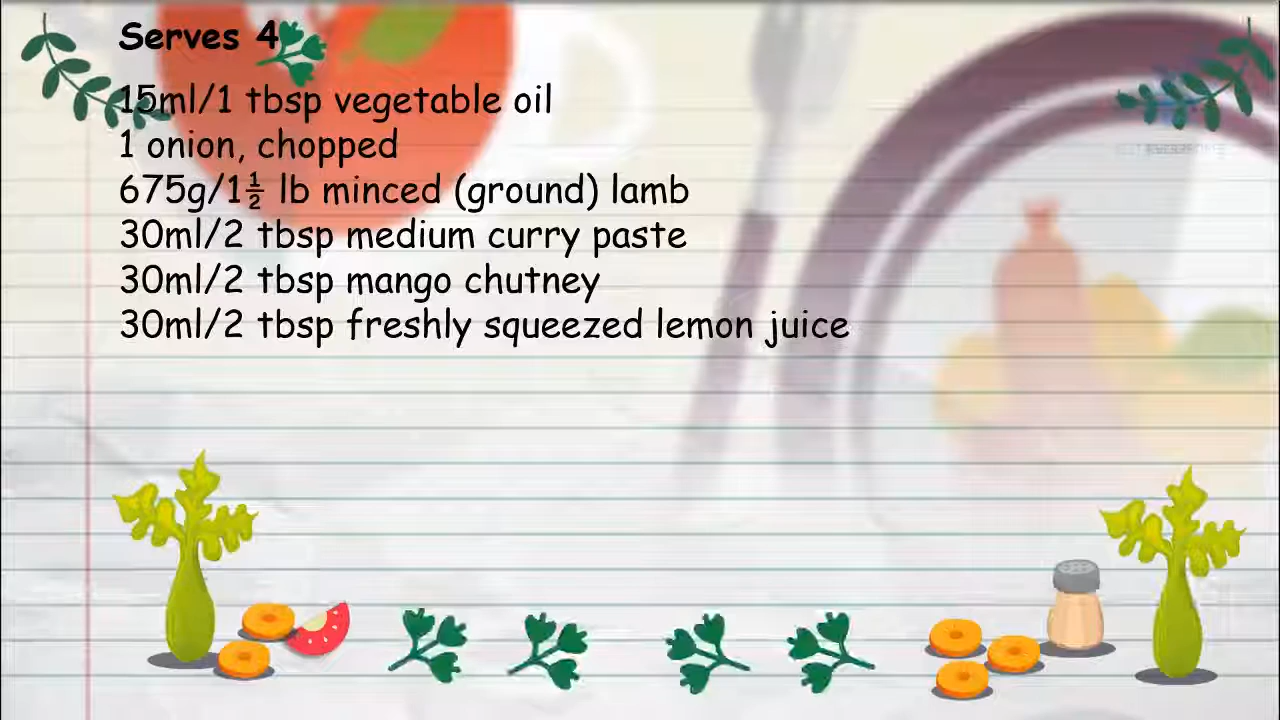 Serves 4
15ml/1 tbsp vegetable oil
1 onion, chopped
675g/1½ lb minced (ground) lamb
30ml/2 tbsp medium curry paste
30ml/2 tbsp mango chutney
30ml/2 tbsp freshly squeezed lemon juice